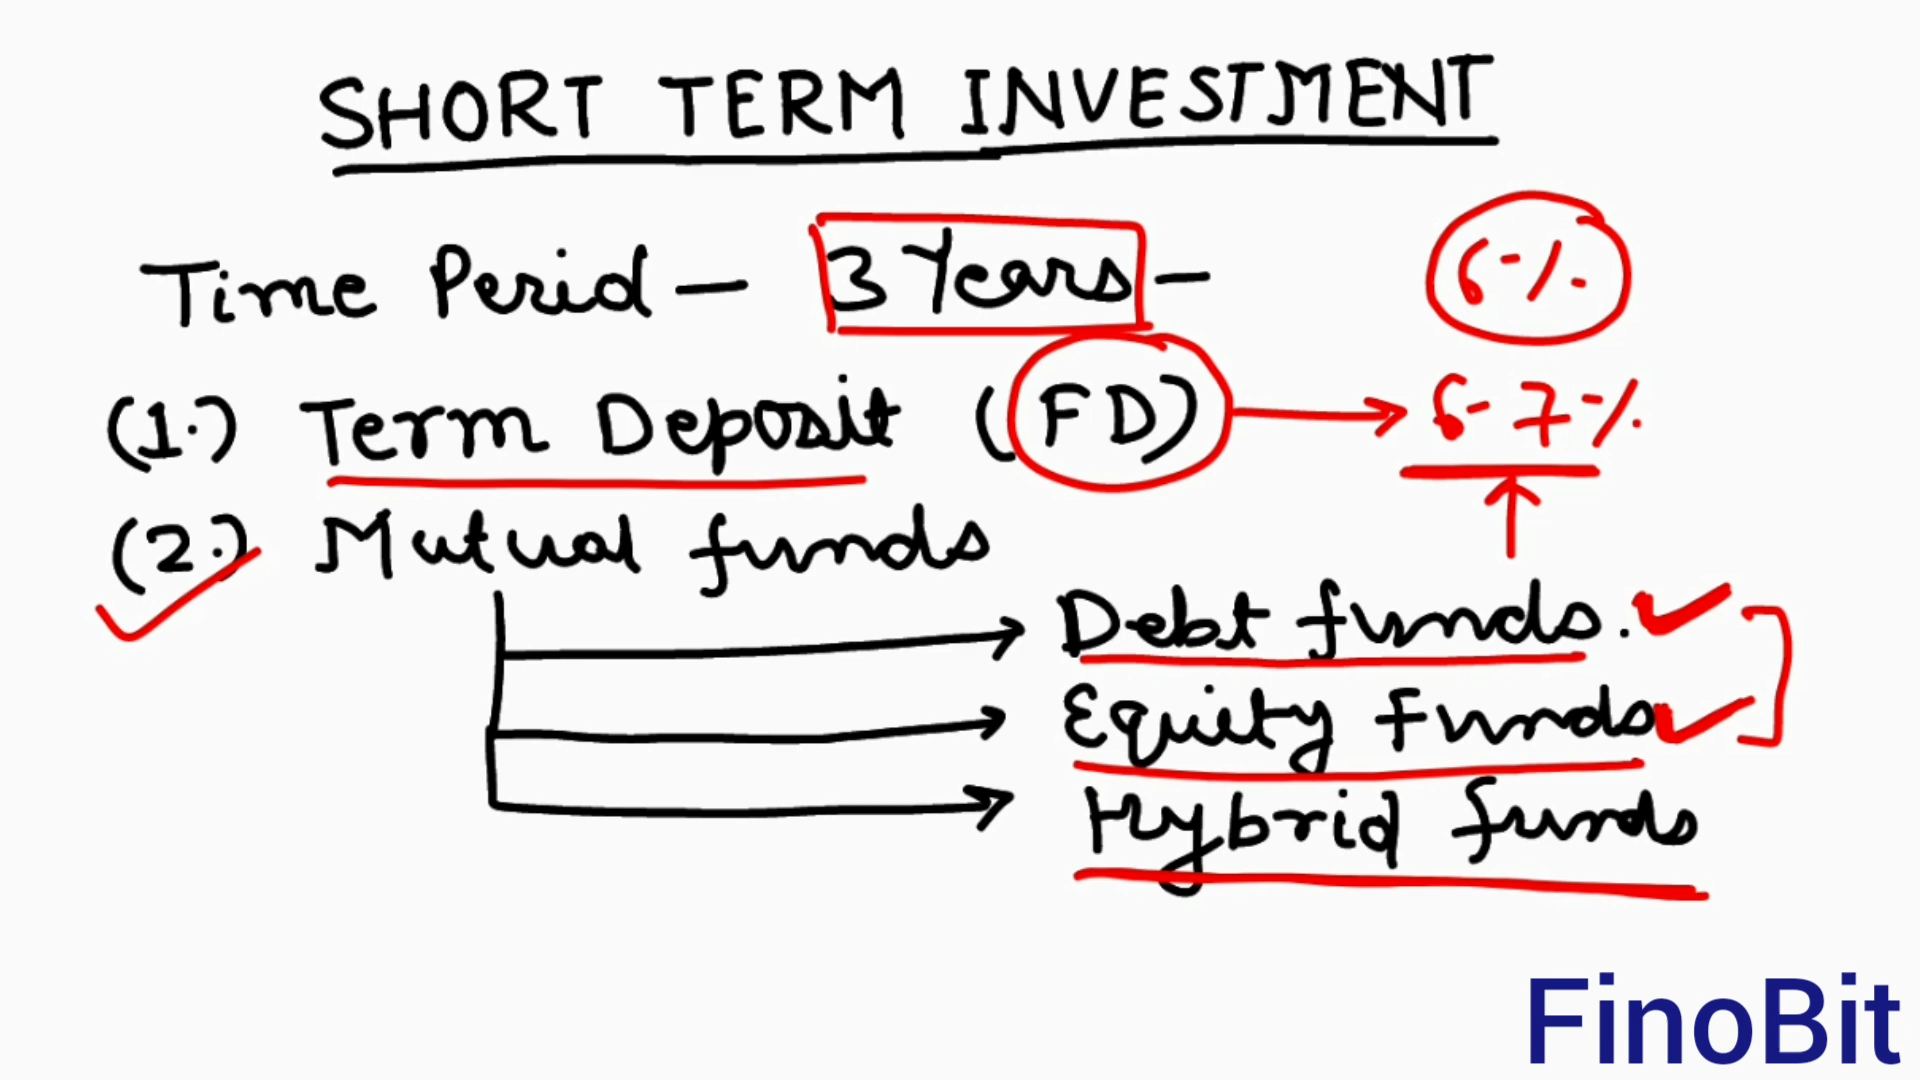 SHORT TERM INVESTMENT
Time Perid — 3 Years — 6%
(1.) Term Deposit (FD) → 6-7%
(2.) Mutual funds
Debt funds.
Equity Funds
Hybrid funds
FinoBit